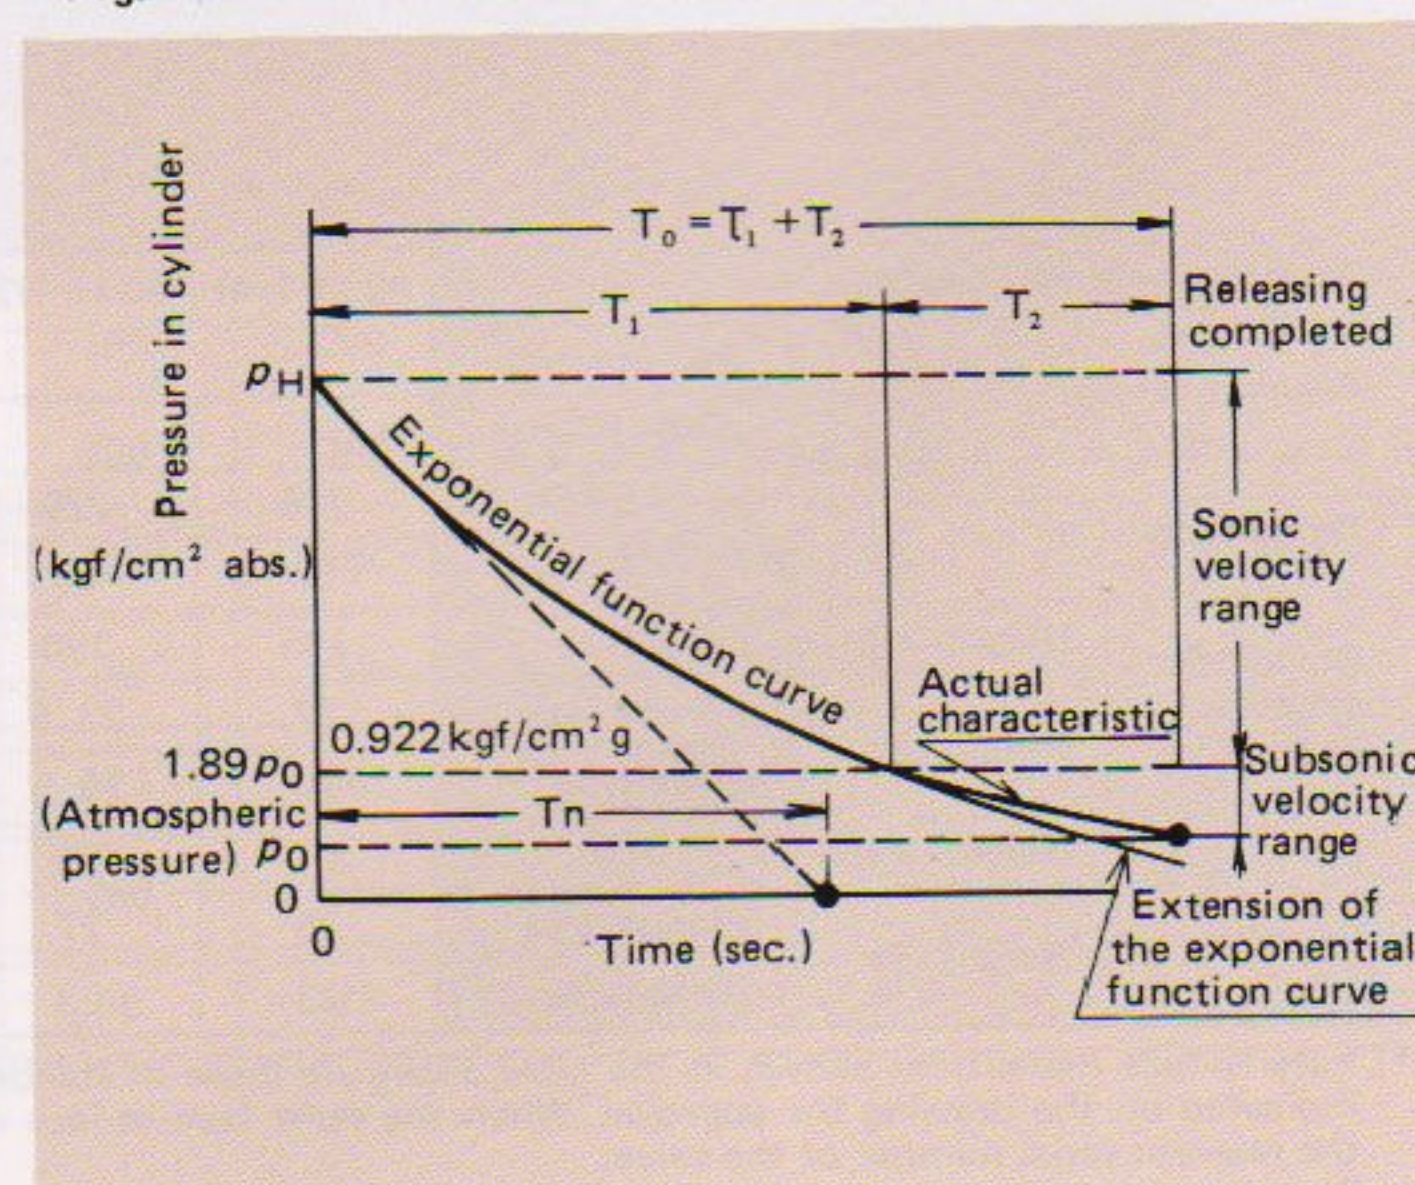 Pressure in cylinder
(kgf/cm² abs.)
T₀ = T₁ + T₂
T₁
T₂
Releasing
completed
pH
Exponential function curve
Sonic
velocity
range
Actual
characteristic
0.922 kgf/cm² g
1.89 p₀
Subsonic
velocity
range
(Atmospheric
pressure) p₀
Tn
0
0
Time (sec.)
Extension of
the exponential
function curve